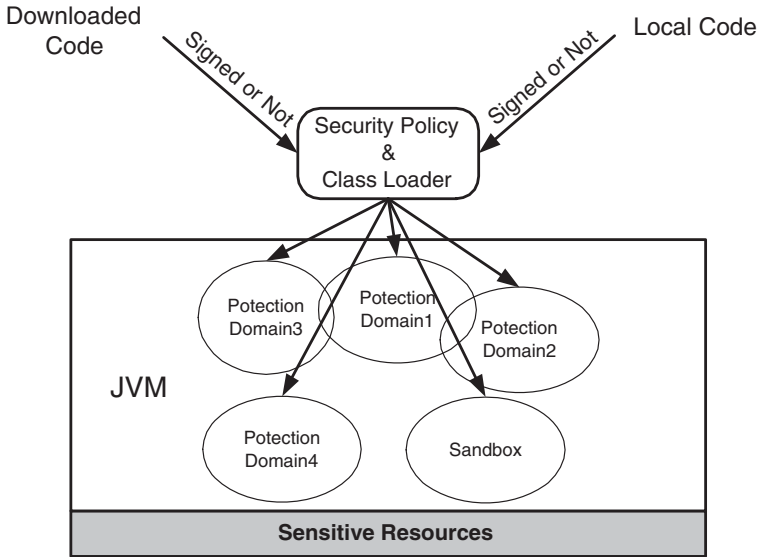 Downloaded
Code
Local Code
Signed or Not
Signed or Not
Security Policy
&
Class Loader
Potection
Domain3
Potection
Domain1
Potection
Domain2
JVM
Potection
Domain4
Sandbox
Sensitive Resources